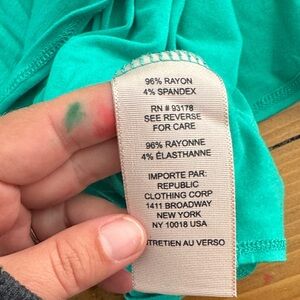 96% RAYON
4% SPANDEX
RN # 93178
SEE REVERSE
FOR CARE
96% RAYONNE
4% ÉLASTHANNE
IMPORTE PAR:
REPUBLIC
CLOTHING CORP
1411 BROADWAY
NEW YORK
NY 10018 USA
ENTRETIEN AU VERSO